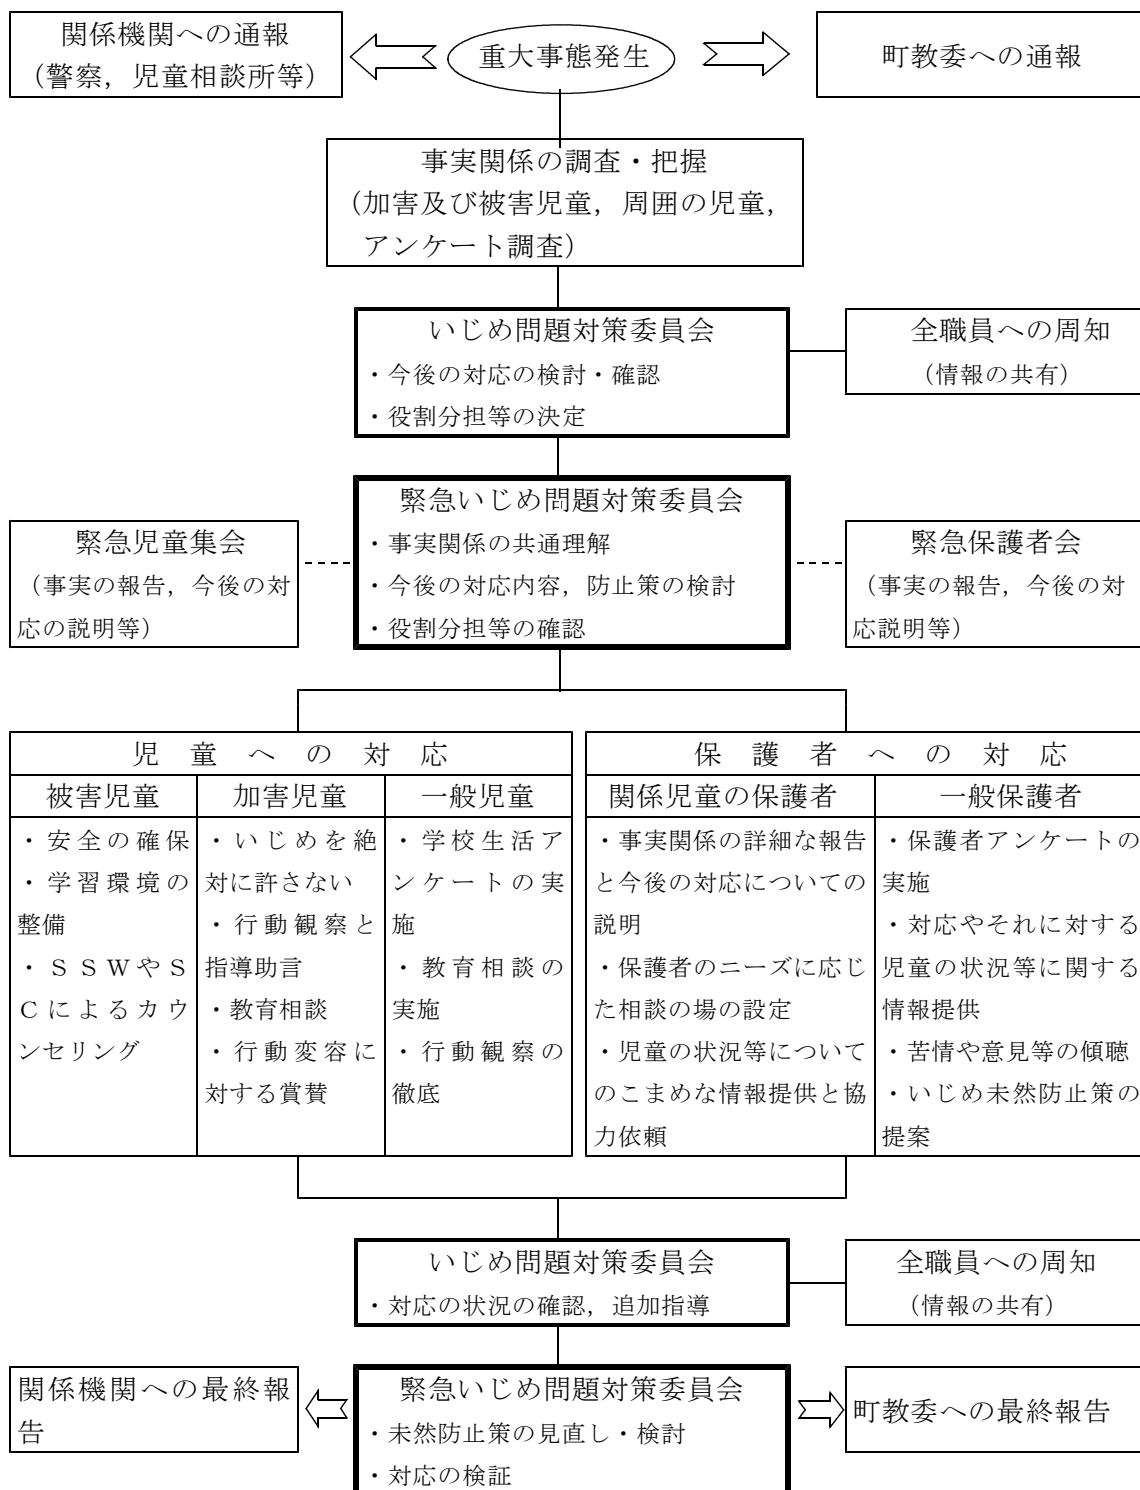 関係機関への通報
（警察，児童相談所等）
重大事態発生
町教委への通報
事実関係の調査・把握
（加害及び被害児童，周囲の児童，
アンケート調査）
いじめ問題対策委員会
・今後の対応の検討・確認
・役割分担等の決定
全職員への周知
（情報の共有）
緊急いじめ問題対策委員会
・事実関係の共通理解
・今後の対応内容，防止策の検討
・役割分担等の確認
緊急児童集会
（事実の報告，今後の対
応の説明等）
緊急保護者会
（事実の報告，今後の対
応説明等）
児童への対応
被害児童
・安全の確保
・学習環境の
整備
・ＳＳＷやＳ
Ｃによるカウ
ンセリング
加害児童
・いじめを絶
対に許さない
・行動観察と
指導助言
・教育相談
・行動変容に
対する賞賛
一般児童
・学校生活ア
ンケートの実
施
・教育相談の
実施
・行動観察の
徹底
保護者への対応
関係児童の保護者
・事実関係の詳細な報告
と今後の対応についての
説明
・保護者のニーズに応じ
た相談の場の設定
・児童の状況等について
のこまめな情報提供と協
力依頼
一般保護者
・保護者アンケートの
実施
・対応やそれに対する
児童の状況等に関する
情報提供
・苦情や意見等の傾聴
・いじめ未然防止策の
提案
いじめ問題対策委員会
・対応の状況の確認，追加指導
全職員への周知
（情報の共有）
関係機関への最終報
告
緊急いじめ問題対策委員会
・未然防止策の見直し・検討
・対応の検証
町教委への最終報告